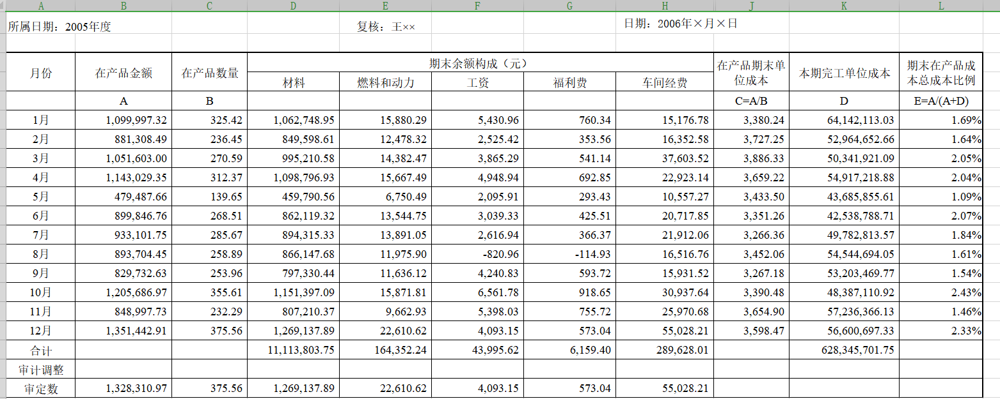 A B C D E F G H J K L
所属日期：2005年度 复核：王×× 日期：2006年×月×日
月份 在产品金额 在产品数量 期末余额构成（元） 在产品期末单位成本 本期完工单位成本 期末在产品成本总成本比例
材料 燃料和动力 工资 福利费 车间经费
A B C=A/B D E=A/(A+D)
1月 1,099,997.32 325.42 1,062,748.95 15,880.29 5,430.96 760.34 15,176.78 3,380.24 64,142,113.03 1.69%
2月 881,308.49 236.45 849,598.61 12,478.32 2,525.42 353.56 16,352.58 3,727.25 52,964,652.66 1.64%
3月 1,051,603.00 270.59 995,210.58 14,382.47 3,865.29 541.14 37,603.52 3,886.33 50,341,921.09 2.05%
4月 1,143,029.35 312.37 1,098,796.93 15,667.49 4,948.94 692.85 22,923.14 3,659.22 54,917,218.88 2.04%
5月 479,487.66 139.65 459,790.56 6,750.49 2,095.91 293.43 10,557.27 3,433.50 43,685,855.61 1.09%
6月 899,846.76 268.51 862,119.32 13,544.75 3,039.33 425.51 20,717.85 3,351.26 42,538,788.71 2.07%
7月 933,101.75 285.67 894,315.33 13,891.05 2,616.94 366.37 21,912.06 3,266.36 49,782,813.57 1.84%
8月 893,704.45 258.89 866,147.68 11,975.90 -820.96 -114.93 16,516.76 3,452.06 54,544,694.05 1.61%
9月 829,732.63 253.96 797,330.44 11,636.12 4,240.83 593.72 15,931.52 3,267.18 53,203,469.77 1.54%
10月 1,205,686.97 355.61 1,151,397.09 15,871.81 6,561.78 918.65 30,937.64 3,390.48 48,387,110.92 2.43%
11月 848,997.73 232.29 807,210.37 9,662.93 5,398.03 755.72 25,970.68 3,654.90 57,236,366.13 1.46%
12月 1,351,442.91 375.56 1,269,137.89 22,610.62 4,093.15 573.04 55,028.21 3,598.47 56,600,697.33 2.33%
合计 11,113,803.75 164,352.24 43,995.62 6,159.40 289,628.01 628,345,701.75
审计调整
审定数 1,328,310.97 375.56 1,269,137.89 22,610.62 4,093.15 573.04 55,028.21